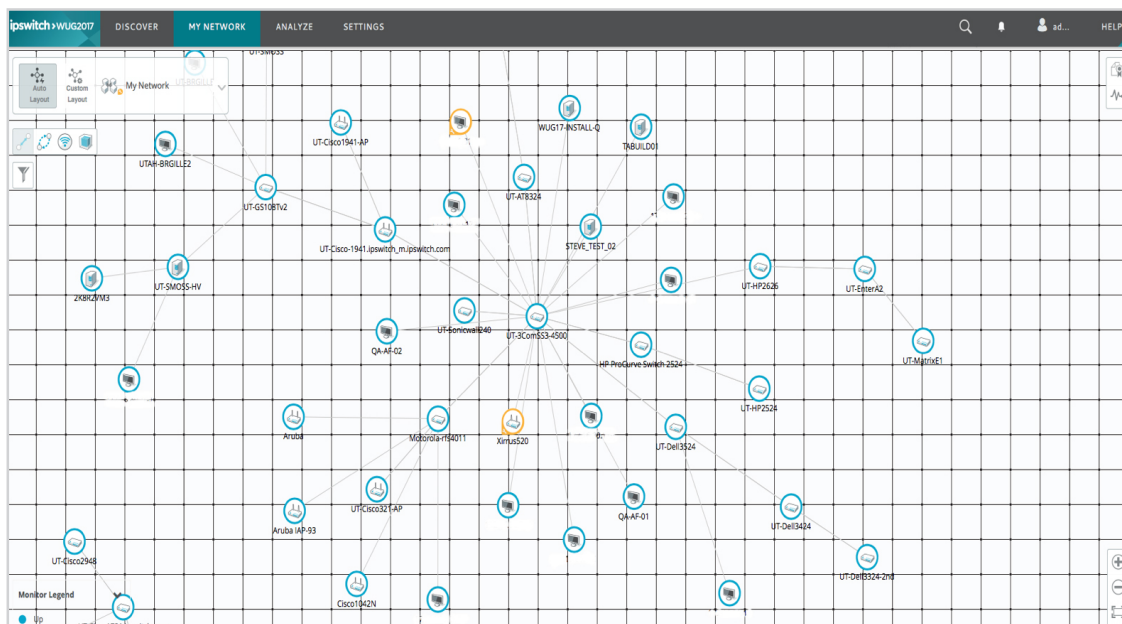 ipswitch > WUG2017 DISCOVER MY NETWORK ANALYZE SETTINGS ad... HELP
UT-SMOSS
Auto Layout
Custom Layout
My Network
WUG17-INSTALL-Q
UT-Cisco1941-AP
TABUILD01
UTAH-BRGILLE2
UT-AT8324
UT-GS108Tv2
UT-Cisco-1941.ipswitch_m.ipswitch.com
STEVE_TEST_02
2K8R2VM3
UT-SMOSS-HV
UT-HP2626
UT-EnterA2
UT-Sonicwall240
UT-3ComSS3-4500
QA-AF-02
HP ProCurve Switch 2524
UT-MatrixE1
UT-HP2524
Aruba
Motorola-rfs4011
Xirrus520
UT-Dell3524
UT-Cisco321-AP
Aruba IAP-93
QA-AF-01
UT-Dell3424
UT-Cisco2948
UT-Dell3324-2nd
Monitor Legend
Cisco1042N
Up